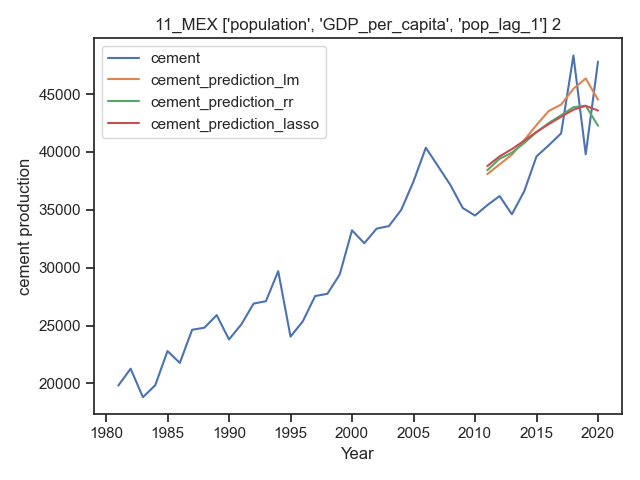 11_MEX ['population', 'GDP_per_capita', 'pop_lag_1'] 2
cement
cement_prediction_lm
cement_prediction_rr
cement_prediction_lasso
45000
40000
35000
30000
25000
20000
cement production
1980 1985 1990 1995 2000 2005 2010 2015 2020
Year